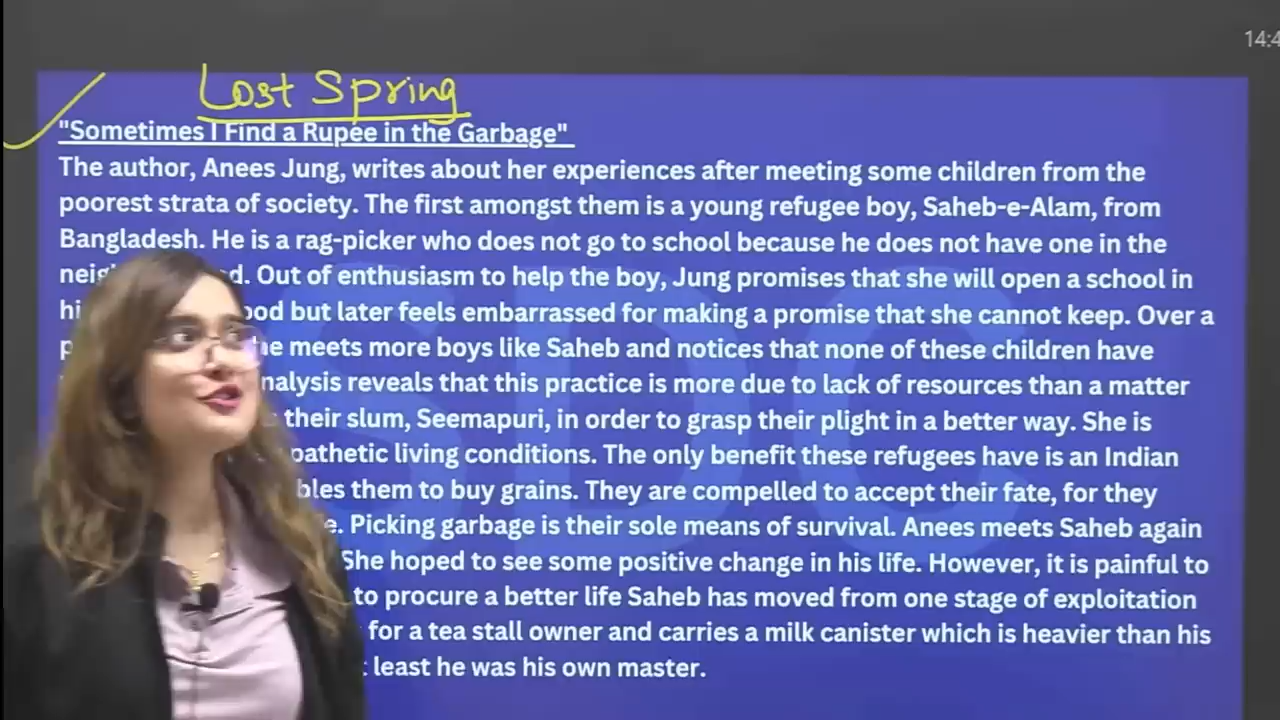 14:4
Lost Spring
"Sometimes I Find a Rupee in the Garbage"
The author, Anees Jung, writes about her experiences after meeting some children from the
poorest strata of society. The first amongst them is a young refugee boy, Saheb-e-Alam, from
Bangladesh. He is a rag-picker who does not go to school because he does not have one in the
neig d. Out of enthusiasm to help the boy, Jung promises that she will open a school in
hi ood but later feels embarrassed for making a promise that she cannot keep. Over a
p he meets more boys like Saheb and notices that none of these children have
nalysis reveals that this practice is more due to lack of resources than a matter
their slum, Seemapuri, in order to grasp their plight in a better way. She is
pathetic living conditions. The only benefit these refugees have is an Indian
bles them to buy grains. They are compelled to accept their fate, for they
e. Picking garbage is their sole means of survival. Anees meets Saheb again
She hoped to see some positive change in his life. However, it is painful to
to procure a better life Saheb has moved from one stage of exploitation
for a tea stall owner and carries a milk canister which is heavier than his
t least he was his own master.
SDC